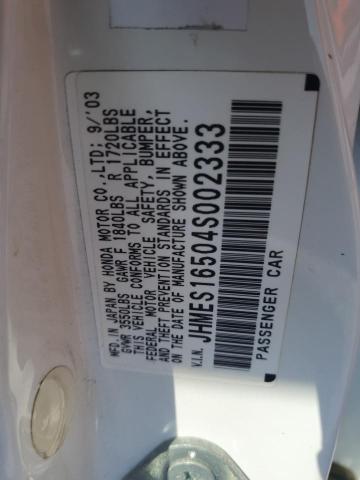 MFD.IN JAPAN BY HONDA MOTOR CO.,LTD: 9/'03
GVWR 3550LBS GAWR F 1840LBS R 1720LBS
THIS VEHICLE CONFORMS TO ALL APPLICABLE
FEDERAL MOTOR VEHICLE SAFETY, BUMPER,
AND THEFT PREVENTION STANDARDS IN EFFECT
ON THE DATE OF MANUFACTURE SHOWN ABOVE.
V.I.N. JHMES16504S002333
PASSENGER CAR